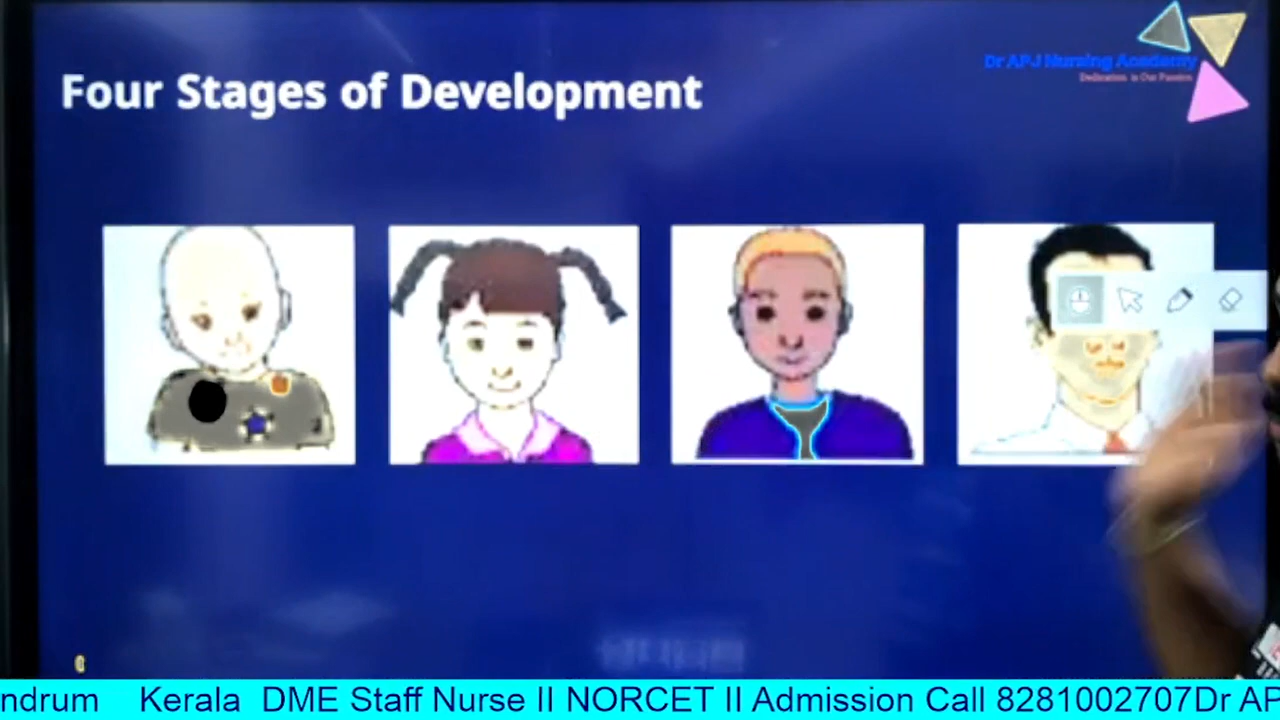 Four Stages of Development
Dr APJ Nursing Academy
Dedication is Our Passion
ndrum Kerala DME Staff Nurse II NORCET II Admission Call 8281002707Dr AP